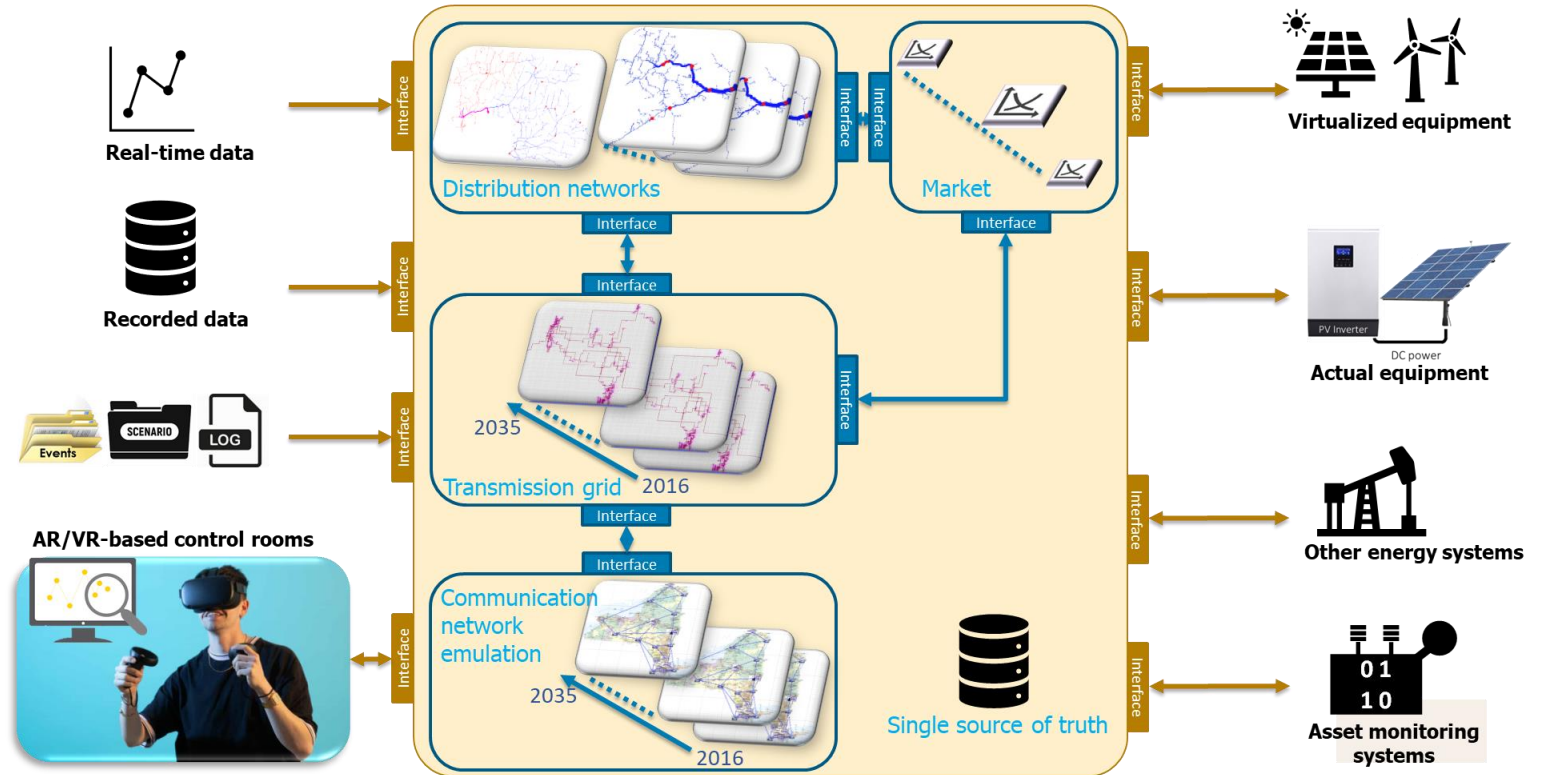 Real-time data
Recorded data
Events
SCENARIO
LOG
AR/VR-based control rooms
Interface
Interface
Interface
Interface
Distribution networks
Interface
Interface
Market
Interface
Interface
Interface
2035
2016
Transmission grid
Interface
Interface
Interface
Communication
network
emulation
2035
2016
Single source of truth
Interface
Interface
Interface
Interface
Virtualized equipment
PV Inverter
DC power
Actual equipment
Other energy systems
0 1
1 0
Asset monitoring
systems